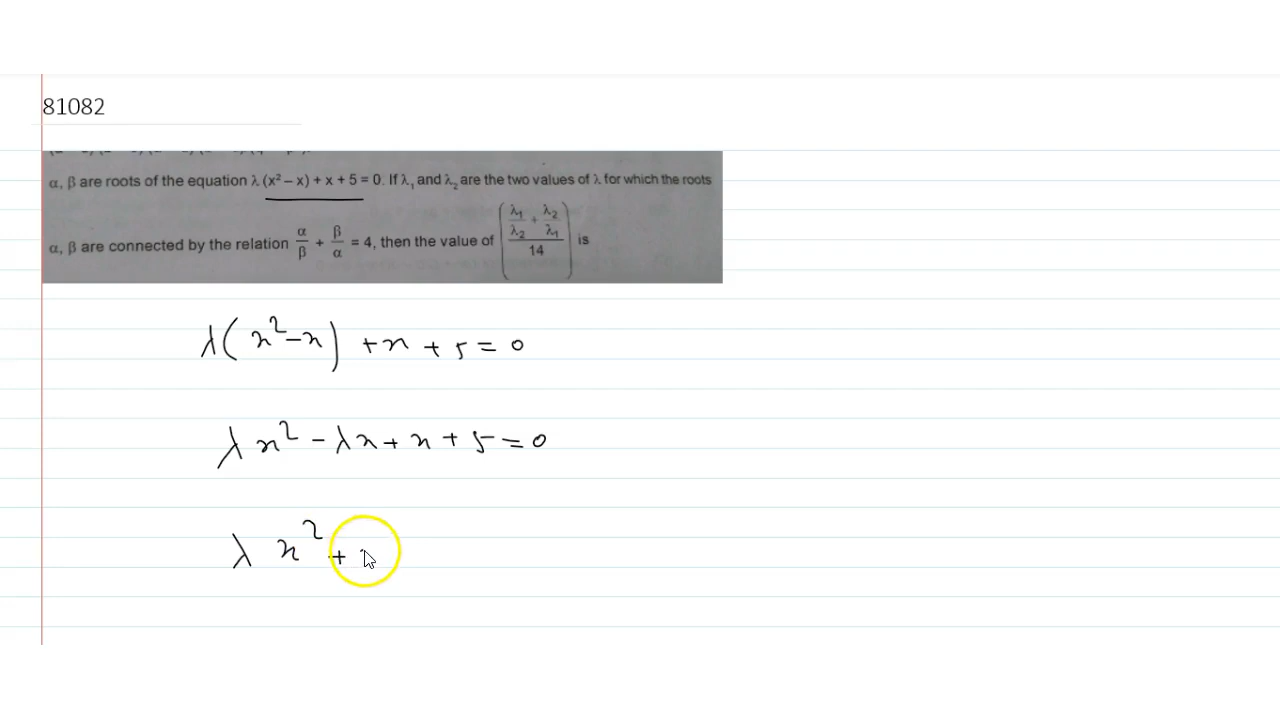 81082
α, β are roots of the equation λ (x² – x) + x + 5 = 0. If λ₁ and λ₂ are the two values of λ for which the roots
α, β are connected by the relation α/β + β/α = 4, then the value of ((λ₁/λ₂ + λ₂/λ₁)/14) is
λ(x²-x) + x + 5 = 0
λx² - λx + x + 5 = 0
λ x² +